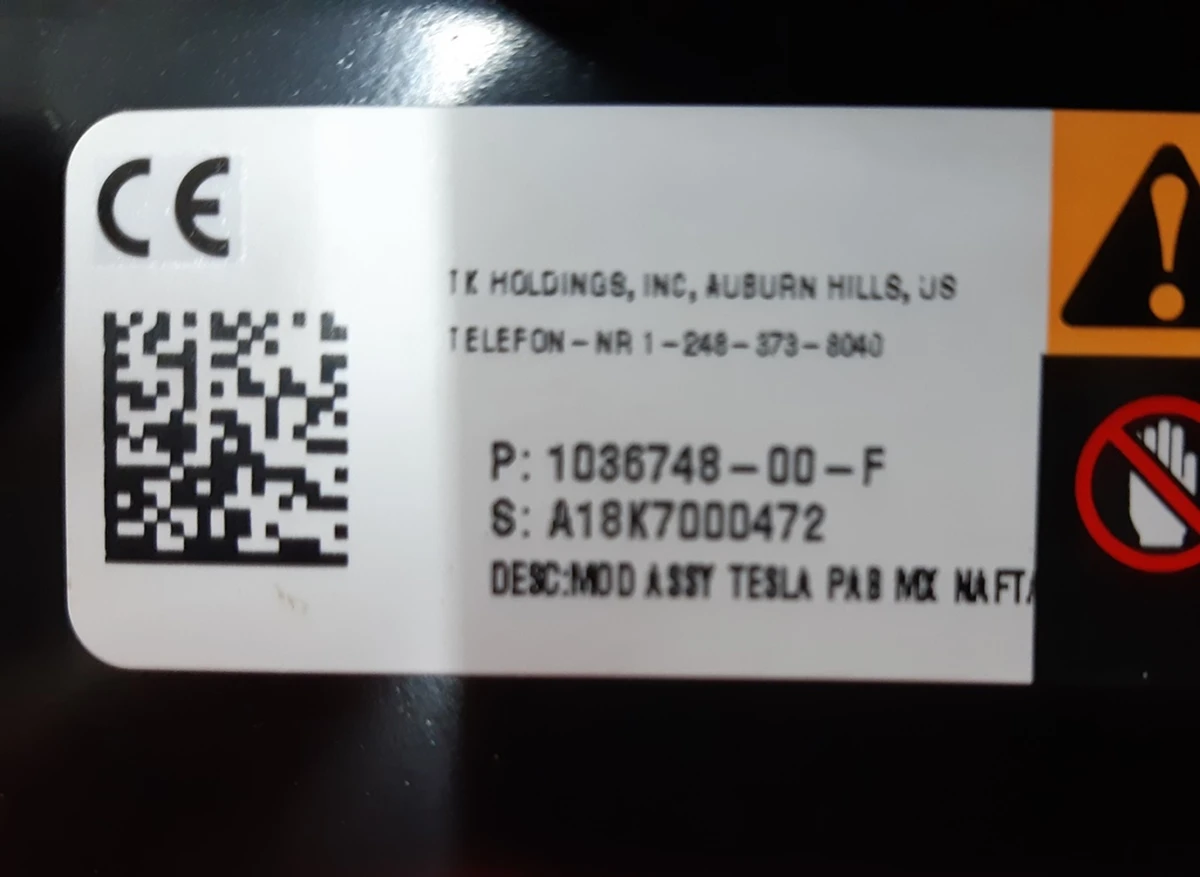 CE
TK HOLDINGS, INC, AUBURN HILLS, US
TELEFON-NR 1-248-373-8040
P: 1036748-00-F
S: A18K7000472
DESC:MOD ASSY TESLA PAB MX NAFTA